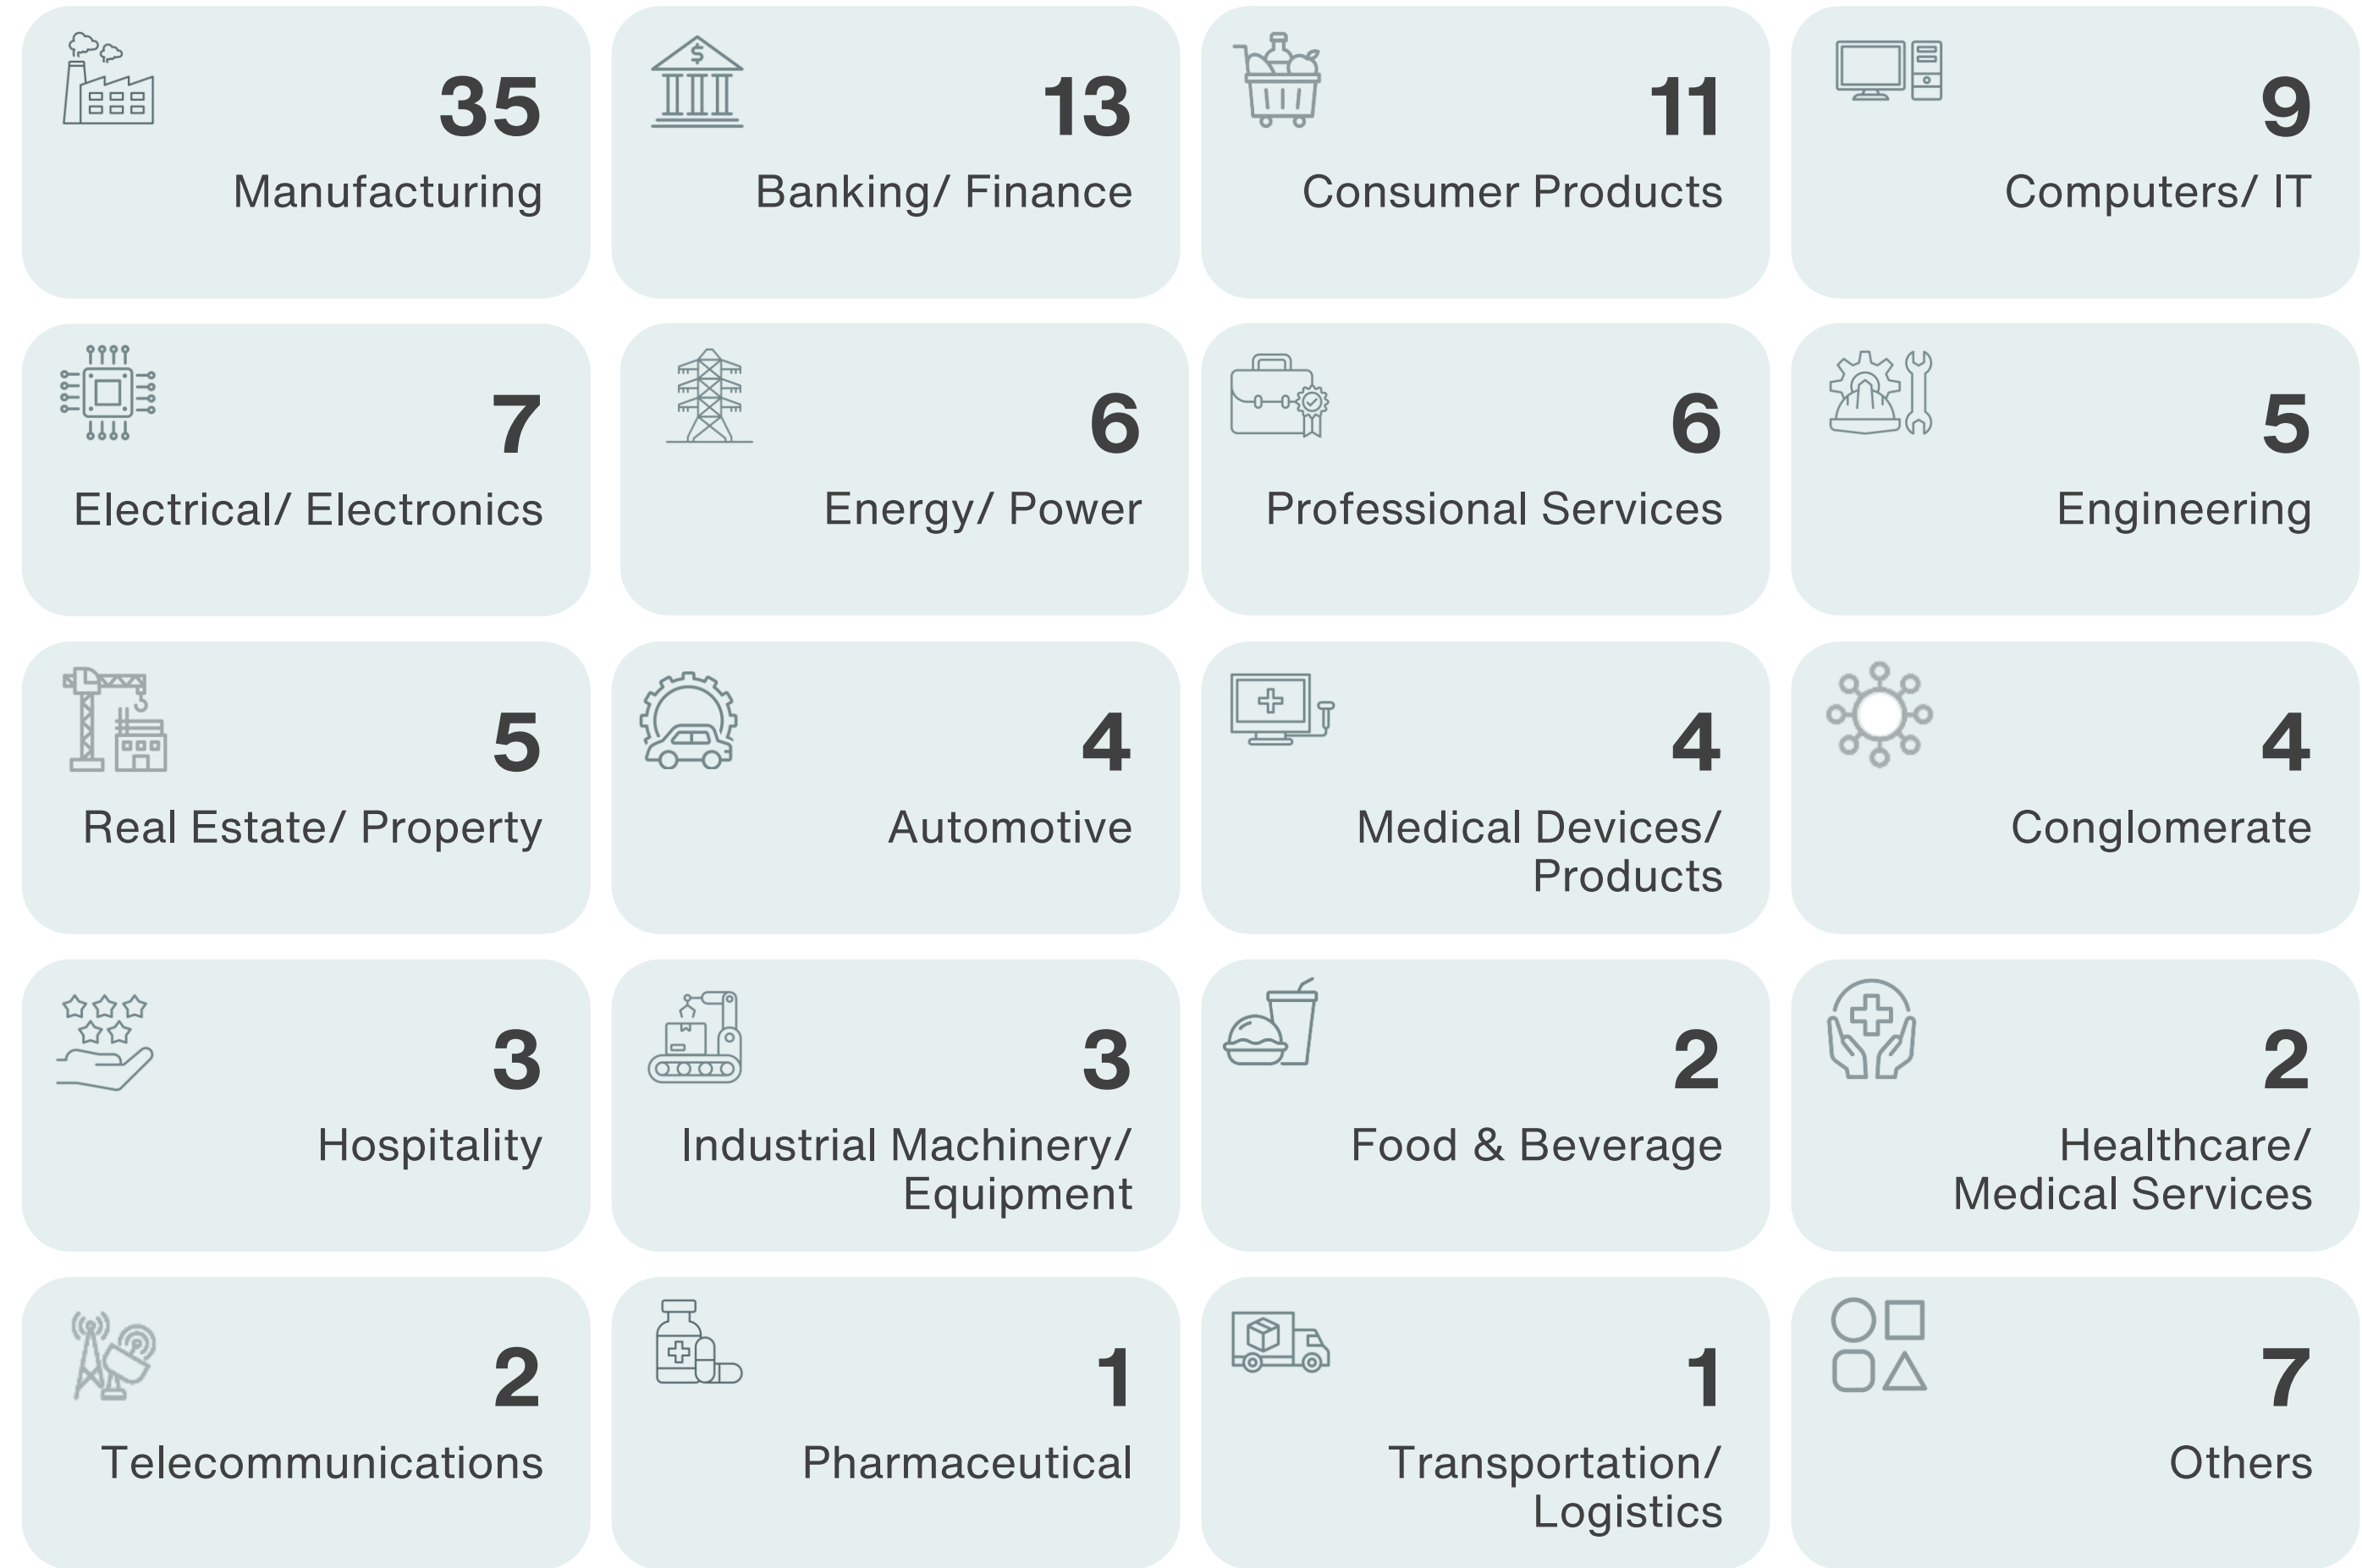 35
Manufacturing
13
Banking/ Finance
11
Consumer Products
9
Computers/ IT
7
Electrical/ Electronics
6
Energy/ Power
6
Professional Services
5
Engineering
5
Real Estate/ Property
4
Automotive
4
Medical Devices/
Products
4
Conglomerate
3
Hospitality
3
Industrial Machinery/
Equipment
2
Food & Beverage
2
Healthcare/
Medical Services
2
Telecommunications
1
Pharmaceutical
1
Transportation/
Logistics
7
Others